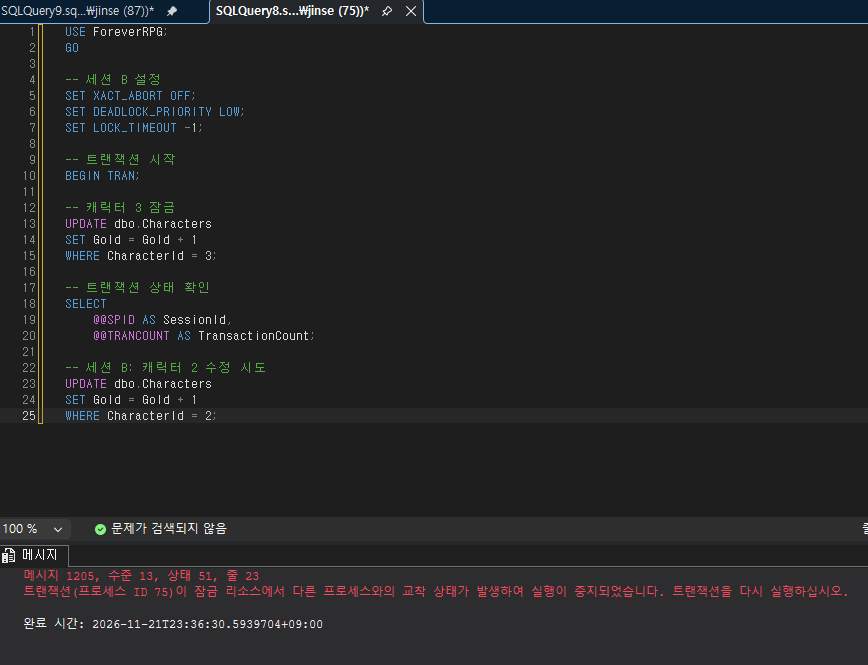 SQLQuery9.sq...₩jinse (87))*
SQLQuery8.s...₩jinse (75))*
1 USE ForeverRPG;
2 GO
3
4 -- 세션 B 설정
5 SET XACT_ABORT OFF;
6 SET DEADLOCK_PRIORITY LOW;
7 SET LOCK_TIMEOUT -1;
8
9 -- 트랜잭션 시작
10 BEGIN TRAN;
11
12 -- 캐릭터 3 잠금
13 UPDATE dbo.Characters
14 SET Gold = Gold + 1
15 WHERE CharacterId = 3;
16
17 -- 트랜잭션 상태 확인
18 SELECT
19 @@SPID AS SessionId,
20 @@TRANCOUNT AS TransactionCount;
21
22 -- 세션 B: 캐릭터 2 수정 시도
23 UPDATE dbo.Characters
24 SET Gold = Gold + 1
25 WHERE CharacterId = 2;
100 %
문제가 검색되지 않음
메시지
메시지 1205, 수준 13, 상태 51, 줄 23
트랜잭션(프로세스 ID 75)이 잠금 리소스에서 다른 프로세스와의 교착 상태가 발생하여 실행이 중지되었습니다. 트랜잭션을 다시 실행하십시오.
완료 시간: 2026-11-21T23:36:30.5939704+09:00